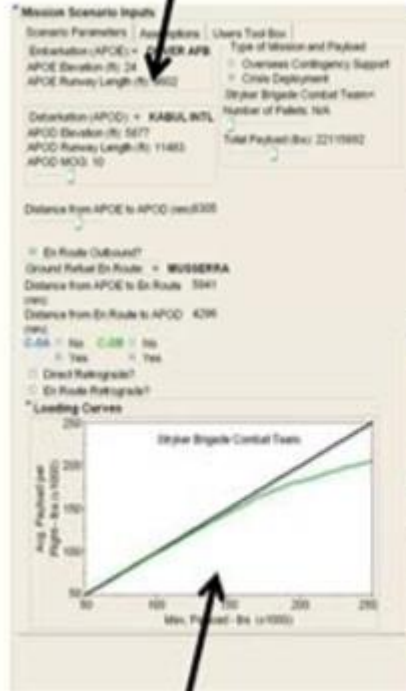 Mission Scenario Inputs
Scenario Parameters Assumptions Users Tool Box
Embarkation (APOE) = AFB
APOE Elevation (ft): 24
APOE Runway Length (ft):
Type of Mission and Payload
Overseas Contingency Support
Crisis Deployment
Stryker Brigade Combat Team
Number of Pallets: N/A
Total Payload (lbs): 22115892
Debarkation (APOD): = KABUL INTL
APOD Elevation (ft): 5877
APOD Runway Length (ft): 11483
APOD MOG: 10
Distance from APOE to APOD (nm)
En Route Outbound?
Ground Refuel En Route: =
Distance from APOE to En Route
(nm):
Distance from En Route to APOD
(nm):
C-5A No C-5B No
Yes Yes
Direct Retrograde?
En Route Retrograde?
Loading Curves
Stryker Brigade Combat Team
Avg. Payload per
Flight - lbs (x1000)
250
200
150
100
50
50 100 150 200 250
Max. Payload - lbs (x1000)